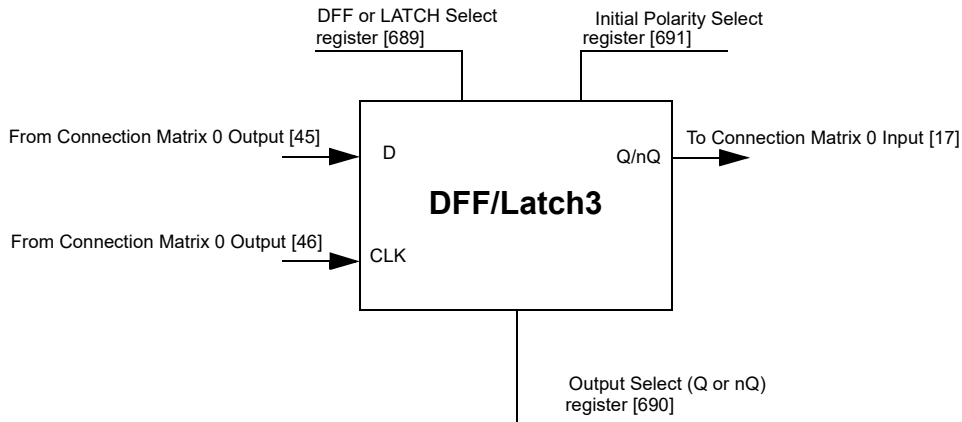 DFF or LATCH Select
register [689]
Initial Polarity Select
register [691]
From Connection Matrix 0 Output [45]
D
Q/nQ
To Connection Matrix 0 Input [17]
DFF/Latch3
From Connection Matrix 0 Output [46]
CLK
Output Select (Q or nQ)
register [690]